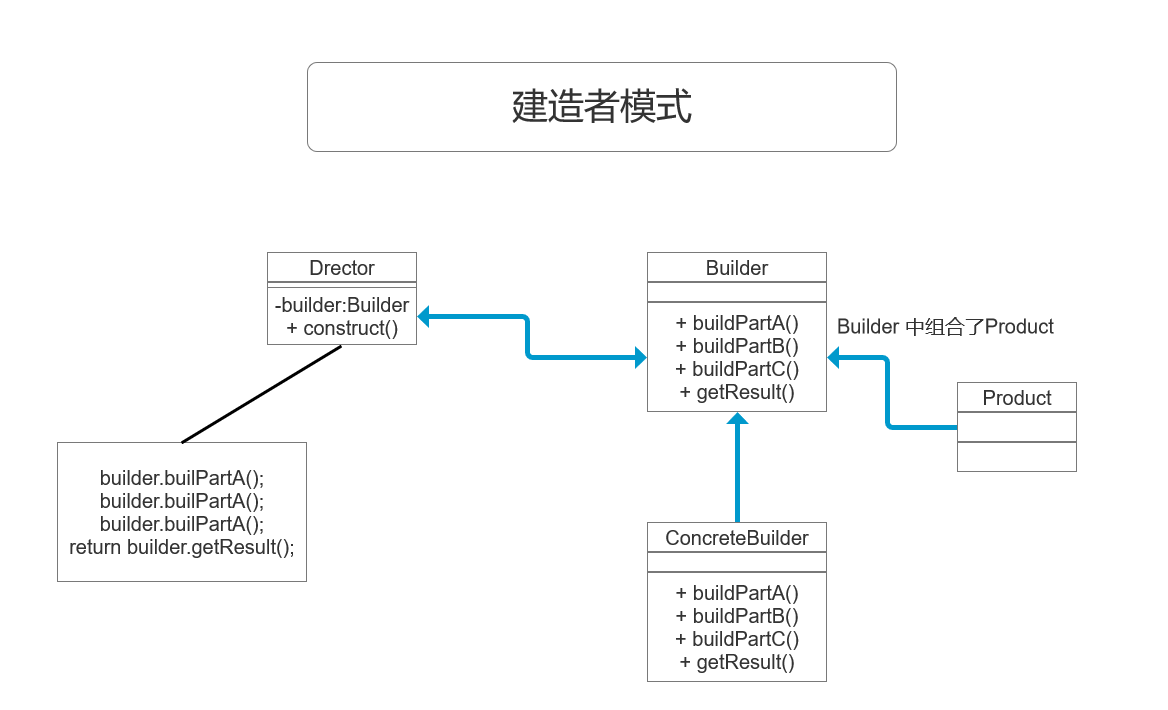 建造者模式
Drector
-builder:Builder
+ construct()
Builder
+ buildPartA()
+ buildPartB()
+ buildPartC()
+ getResult()
Builder 中组合了Product
Product
builder.builPartA();
builder.builPartA();
builder.builPartA();
return builder.getResult();
ConcreteBuilder
+ buildPartA()
+ buildPartB()
+ buildPartC()
+ getResult()